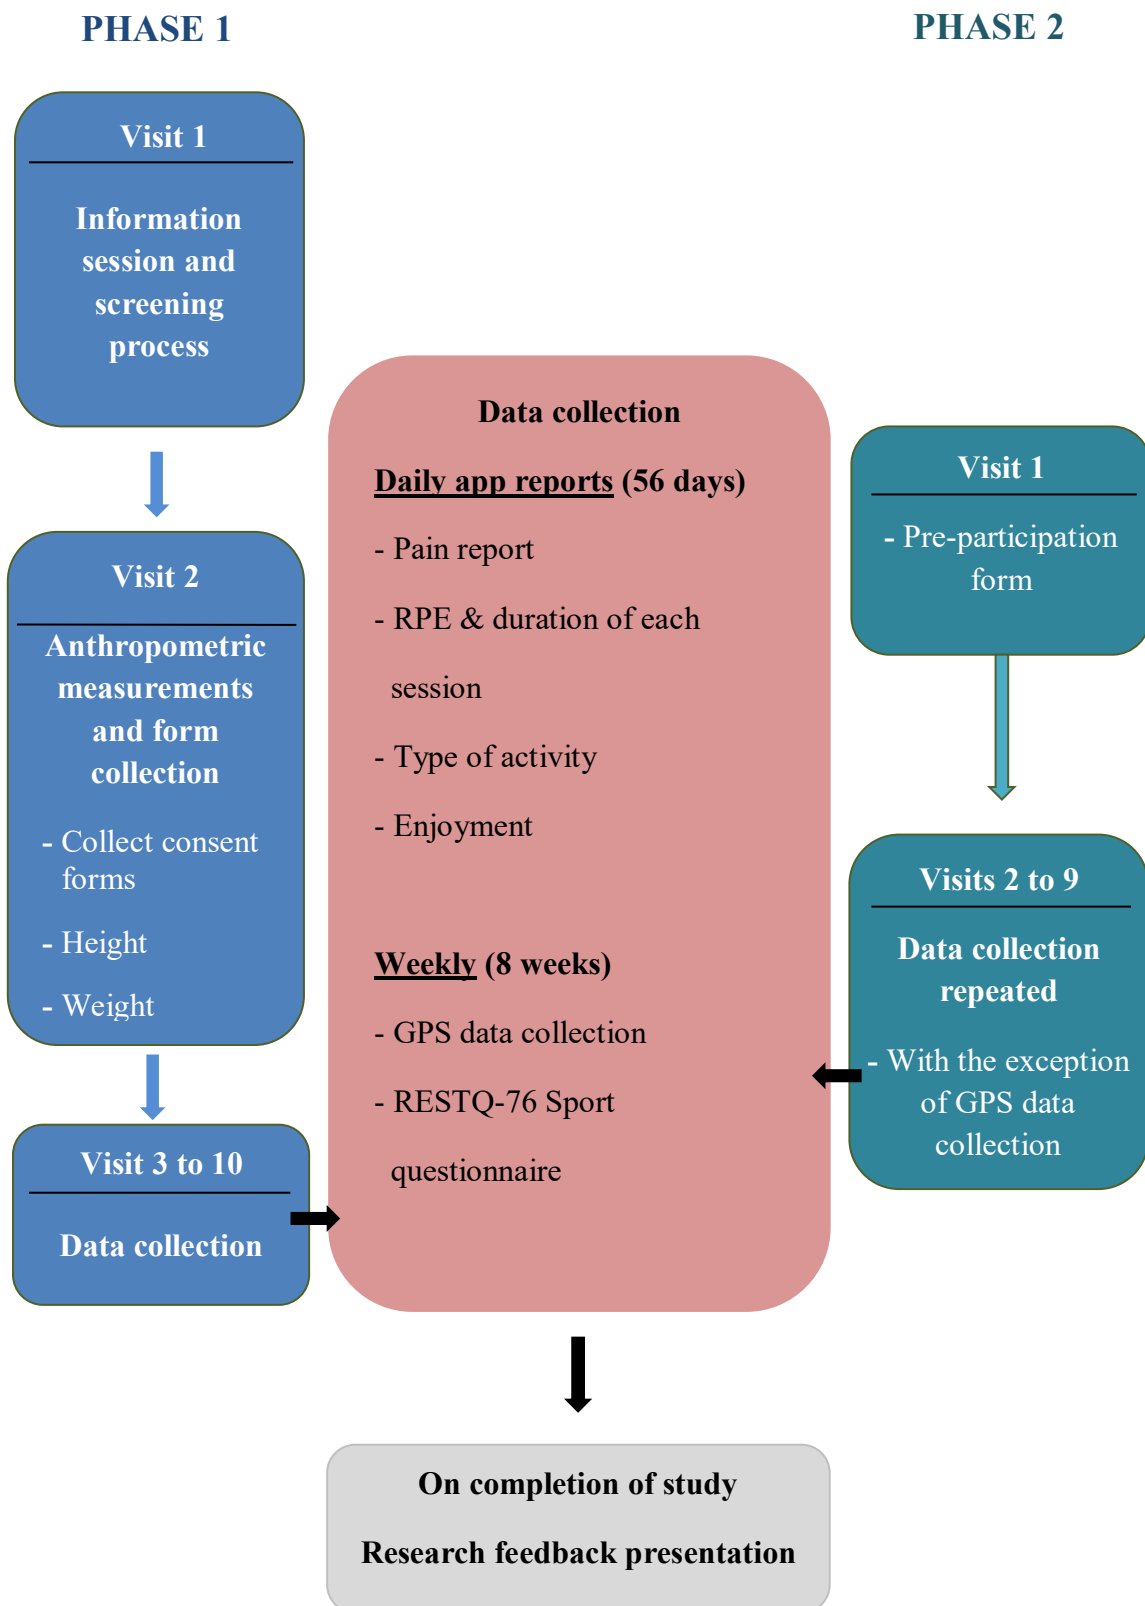 PHASE 1
PHASE 2
Visit 1
Information
session and
screening
process
Visit 2
Anthropometric
measurements
and form
collection
- Collect consent
forms
- Height
- Weight
Visit 3 to 10
Data collection
Data collection
Daily app reports (56 days)
- Pain report
- RPE & duration of each
session
- Type of activity
- Enjoyment
Weekly (8 weeks)
- GPS data collection
- RESTQ-76 Sport
questionnaire
Visit 1
- Pre-participation
form
Visits 2 to 9
Data collection
repeated
- With the exception
of GPS data
collection
On completion of study
Research feedback presentation